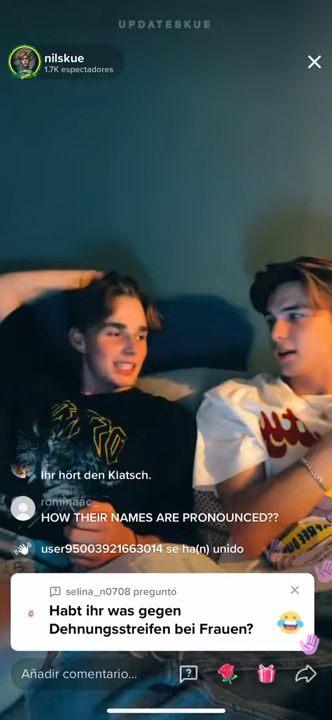 UPDATESKUE
nilskue
1.7K espectadores
Ihr hört den Klatsch.
rominaac_
HOW THEIR NAMES ARE PRONOUNCED??
user95003921663014 se ha(n) unido
selina_n0708 preguntó
Habt ihr was gegen
Dehnungsstreifen bei Frauen?
Añadir comentario...